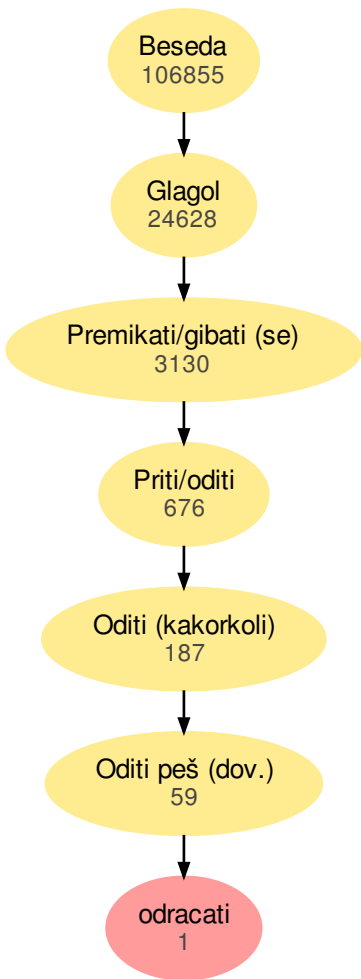 Beseda
106855
Glagol
24628
Premikati/gibati (se)
3130
Priti/oditi
676
Oditi (kakorkoli)
187
Oditi peš (dov.)
59
odracati
1